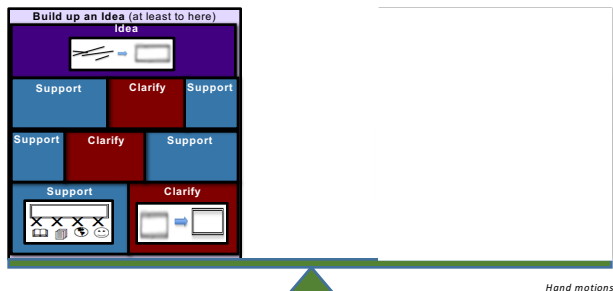 Build up an Idea (at least to here)
Idea
Support Clarify Support
Support Clarify Support
Support Clarify
Hand motions